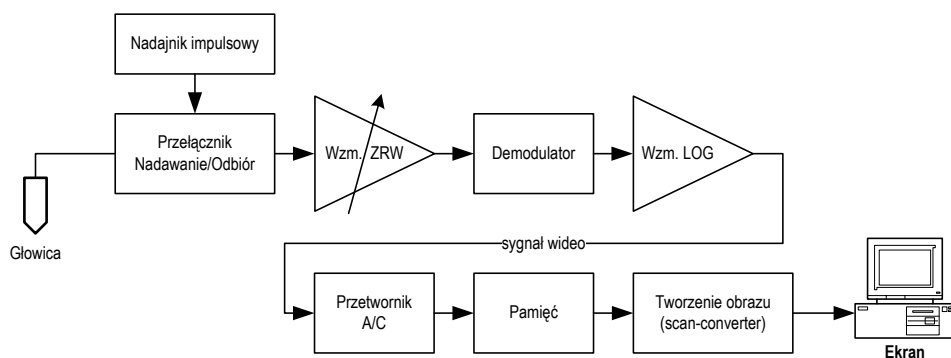 Nadajnik impulsowy
Przełącznik
Nadawanie/Odbiór
Wzm. ZRW
Demodulator
Wzm. LOG
Głowica
sygnał wideo
Przetwornik
A/C
Pamięć
Tworzenie obrazu
(scan-converter)
Ekran